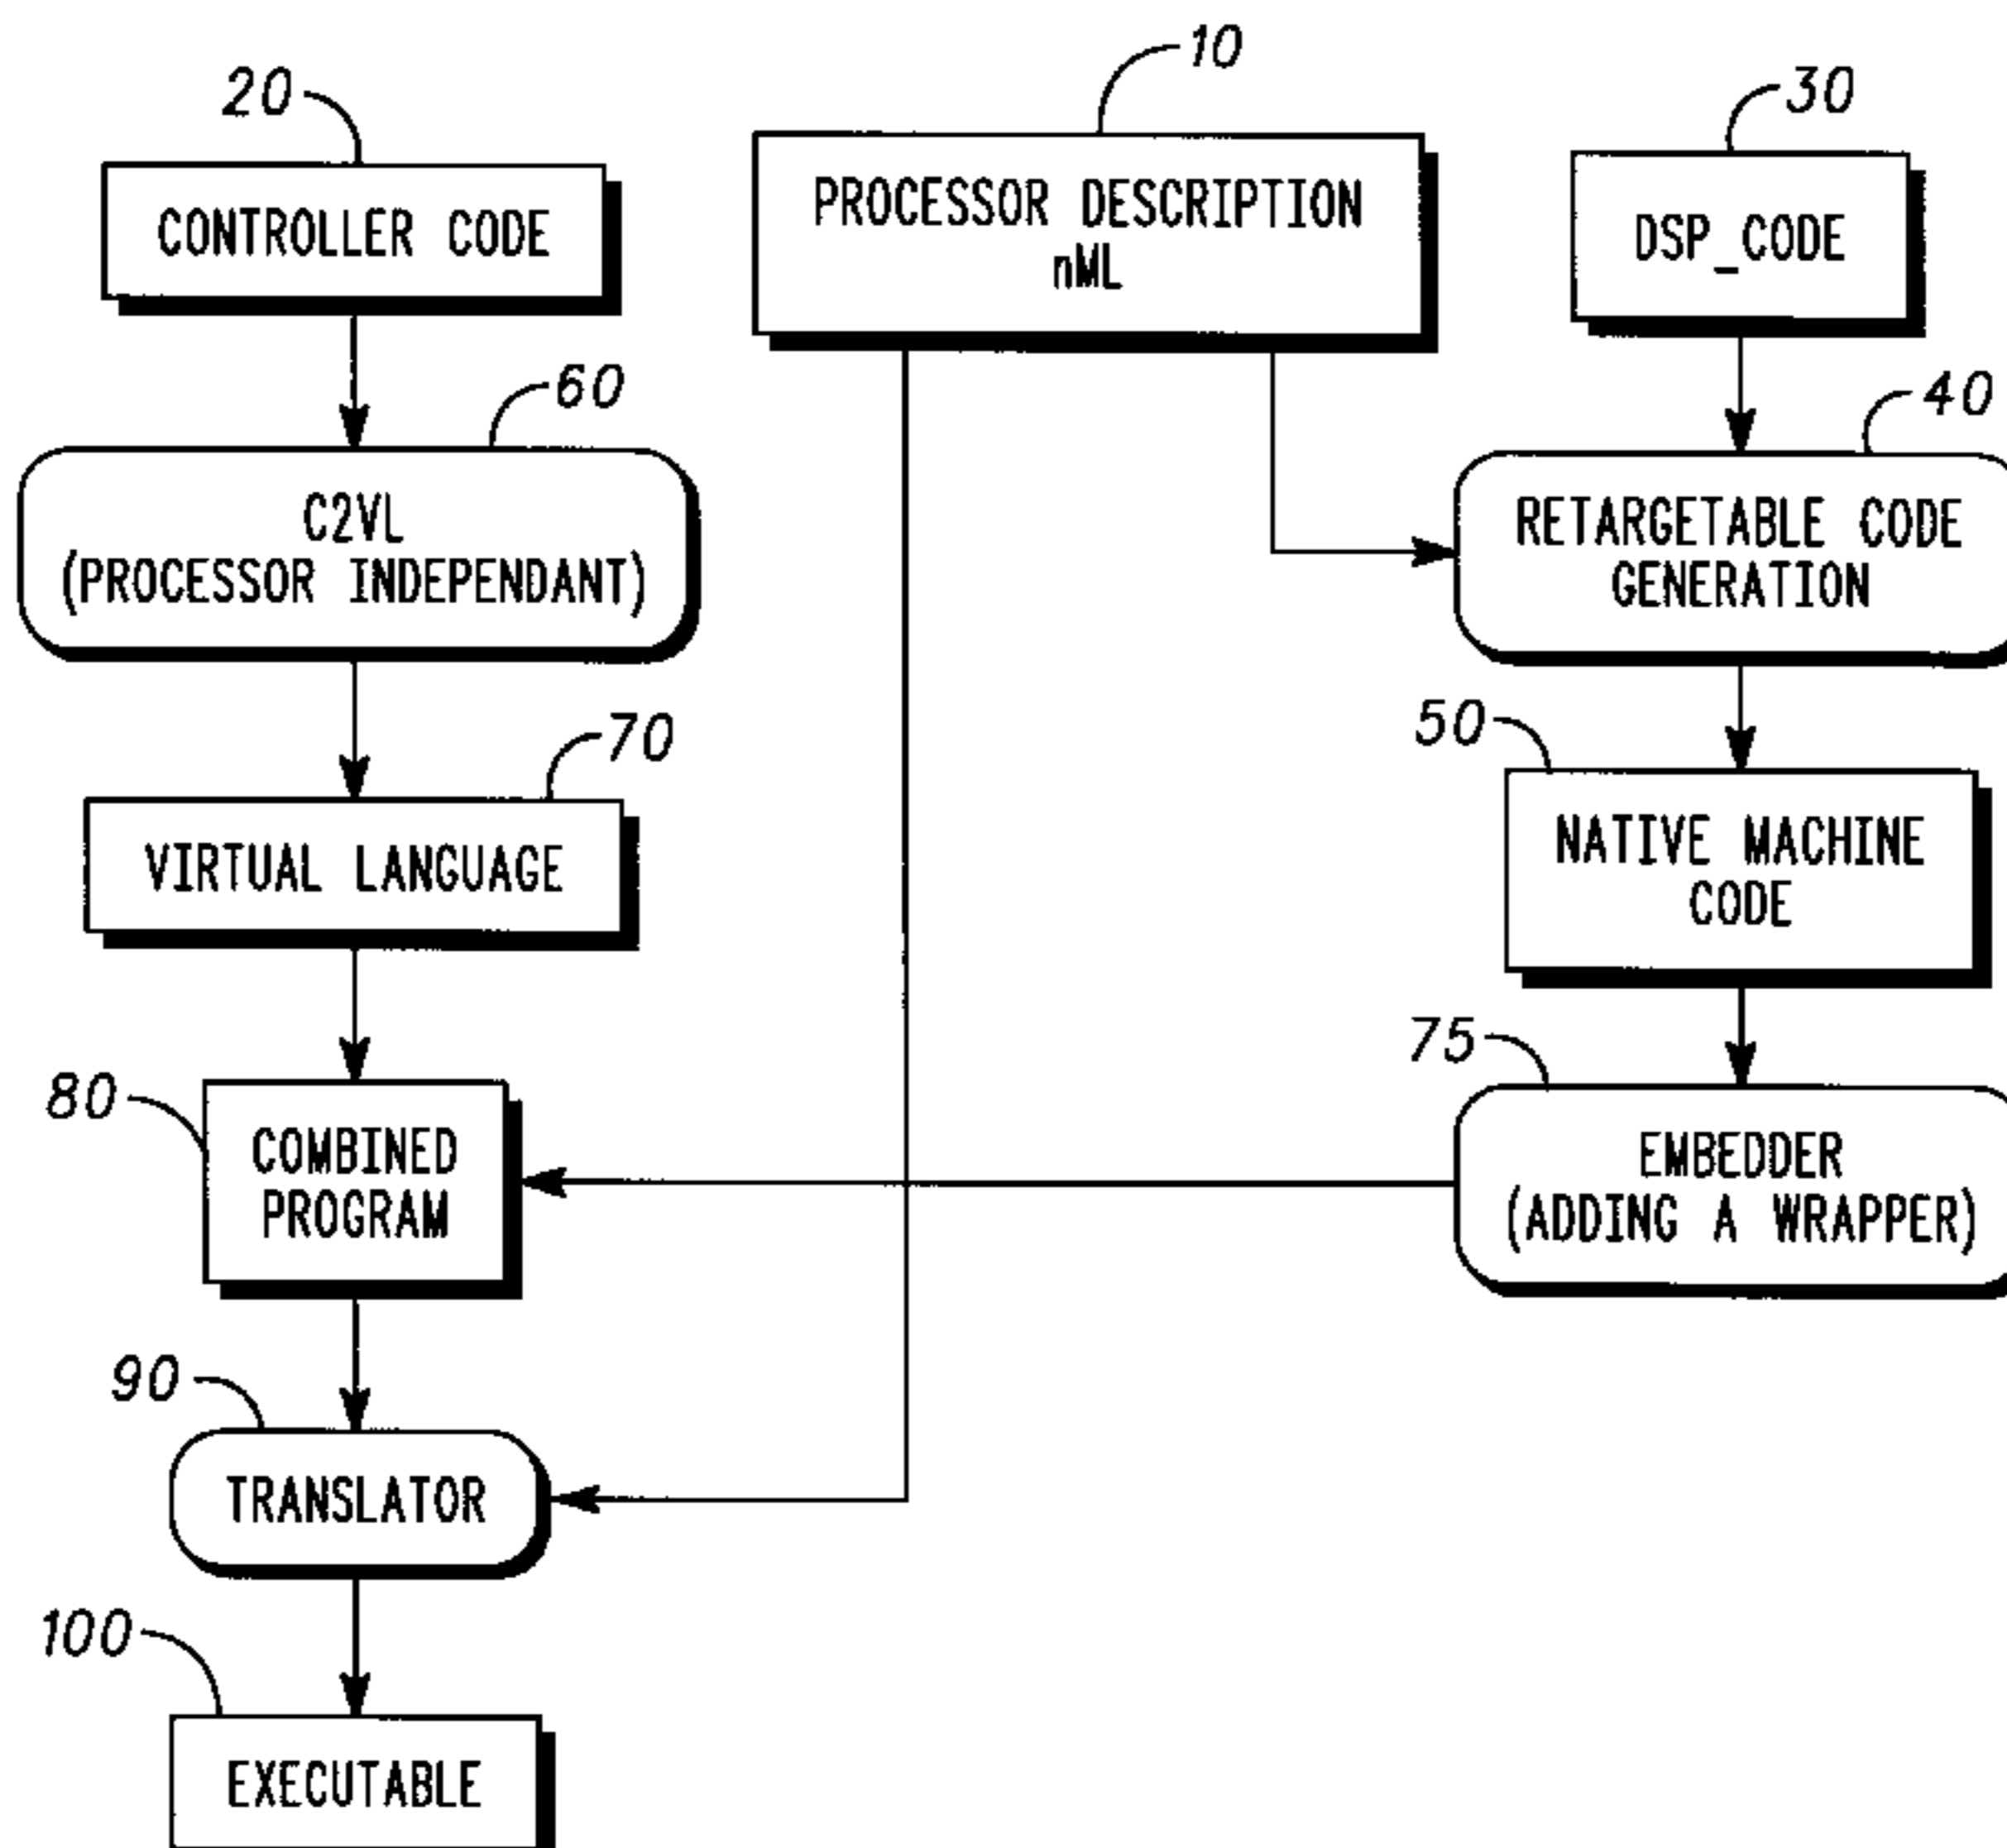 10
20
30
CONTROLLER CODE
PROCESSOR DESCRIPTION
nML
DSP_CODE
60
40
C2VL
(PROCESSOR INDEPENDANT)
RETARGETABLE CODE
GENERATION
70
50
VIRTUAL LANGUAGE
NATIVE MACHINE
CODE
75
80
COMBINED
PROGRAM
EMBEDDER
(ADDING A WRAPPER)
90
TRANSLATOR
100
EXECUTABLE